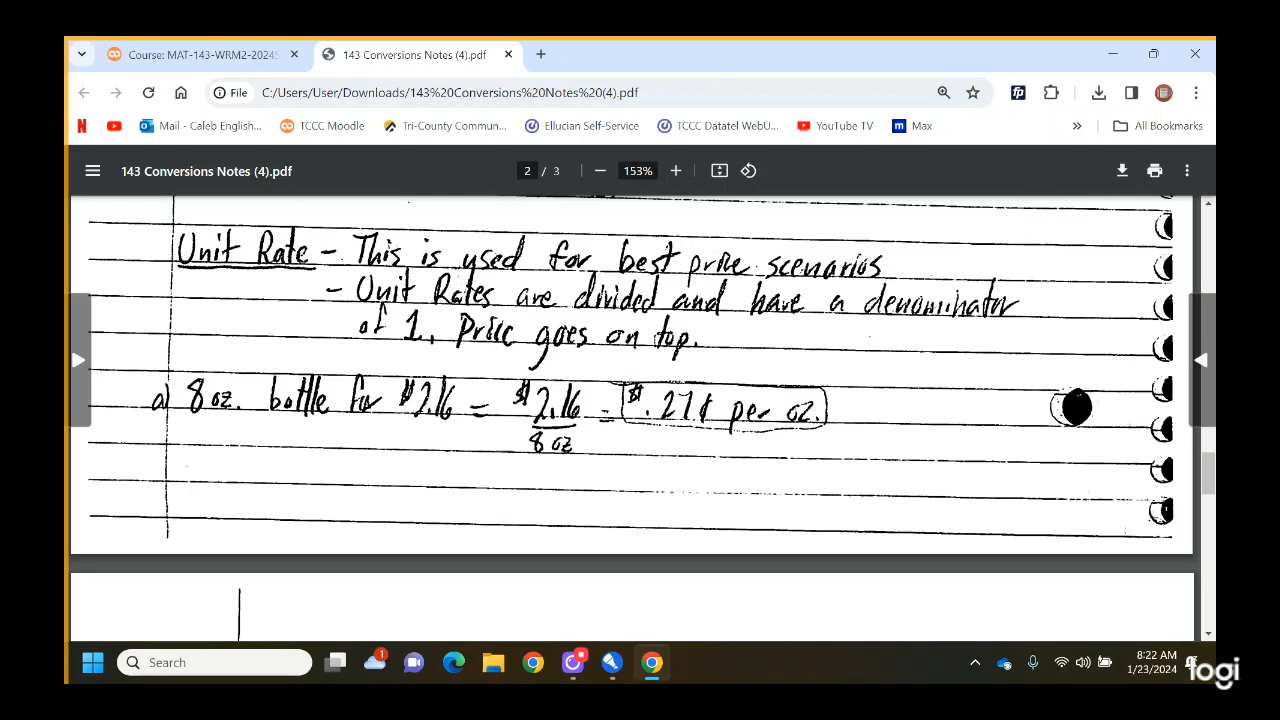 Course: MAT-143-WRM2-2024S
143 Conversions Notes (4).pdf
File C:/Users/User/Downloads/143%20Conversions%20Notes%20(4).pdf
Mail - Caleb English... TCCC Moodle Tri-County Commun... Ellucian Self-Service TCCC Datatel WebU... YouTube TV Max » All Bookmarks
143 Conversions Notes (4).pdf 2 / 3 153%
Unit Rate - This is used for best price scenarios
- Unit Rates are divided and have a denominator
of 1. Price goes on top.
a) 8 oz. bottle for $2.16 = $2.16 = $.27¢ per oz.
8 oz
Search 1 8:22 AM
1/23/2024
logi